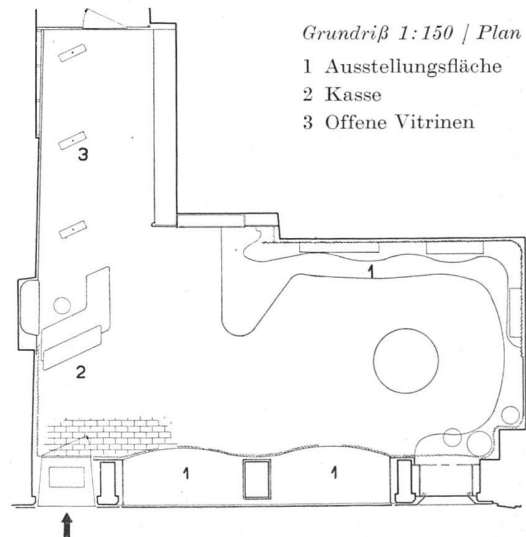 Grundriß 1:150 / Plan
1 Ausstellungsfläche
2 Kasse
3 Offene Vitrinen
3
1
2
1 1